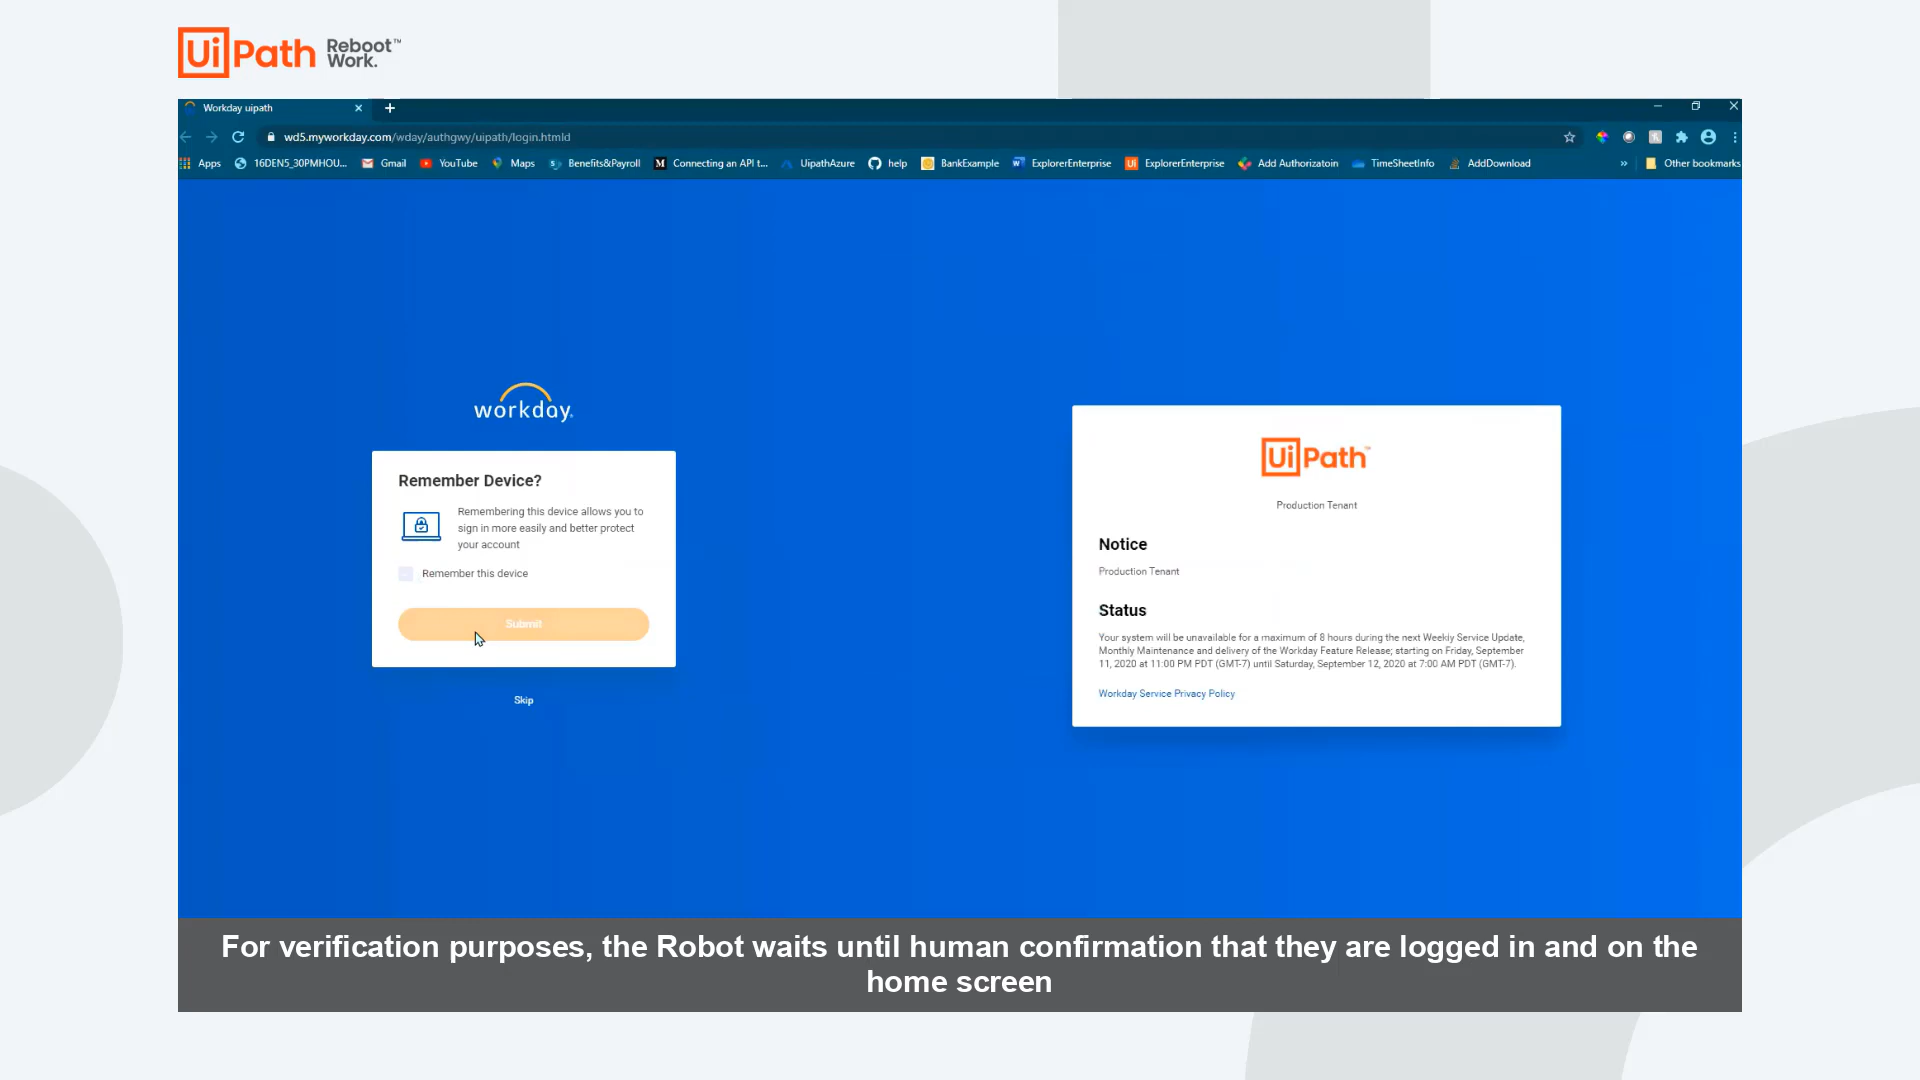 UiPath Reboot Work.™
Workday uipath
wd5.myworkday.com/wday/authgwy/uipath/login.htmld
Apps 16DEN5_30PMHOU... Gmail YouTube Maps Benefits&Payroll Connecting an API t... UipathAzure help BankExample ExplorerEnterprise ExplorerEnterprise Add Authorizatoin TimeSheetInfo AddDownload » Other bookmarks
workday.
Remember Device?
Remembering this device allows you to
sign in more easily and better protect
your account
Remember this device
Submit
Skip
UiPath™
Production Tenant
Notice
Production Tenant
Status
Your system will be unavailable for a maximum of 8 hours during the next Weekly Service Update,
Monthly Maintenance and delivery of the Workday Feature Release; starting on Friday, September
11, 2020 at 11:00 PM PDT (GMT-7) until Saturday, September 12, 2020 at 7:00 AM PDT (GMT-7).
Workday Service Privacy Policy
For verification purposes, the Robot waits until human confirmation that they are logged in and on the
home screen